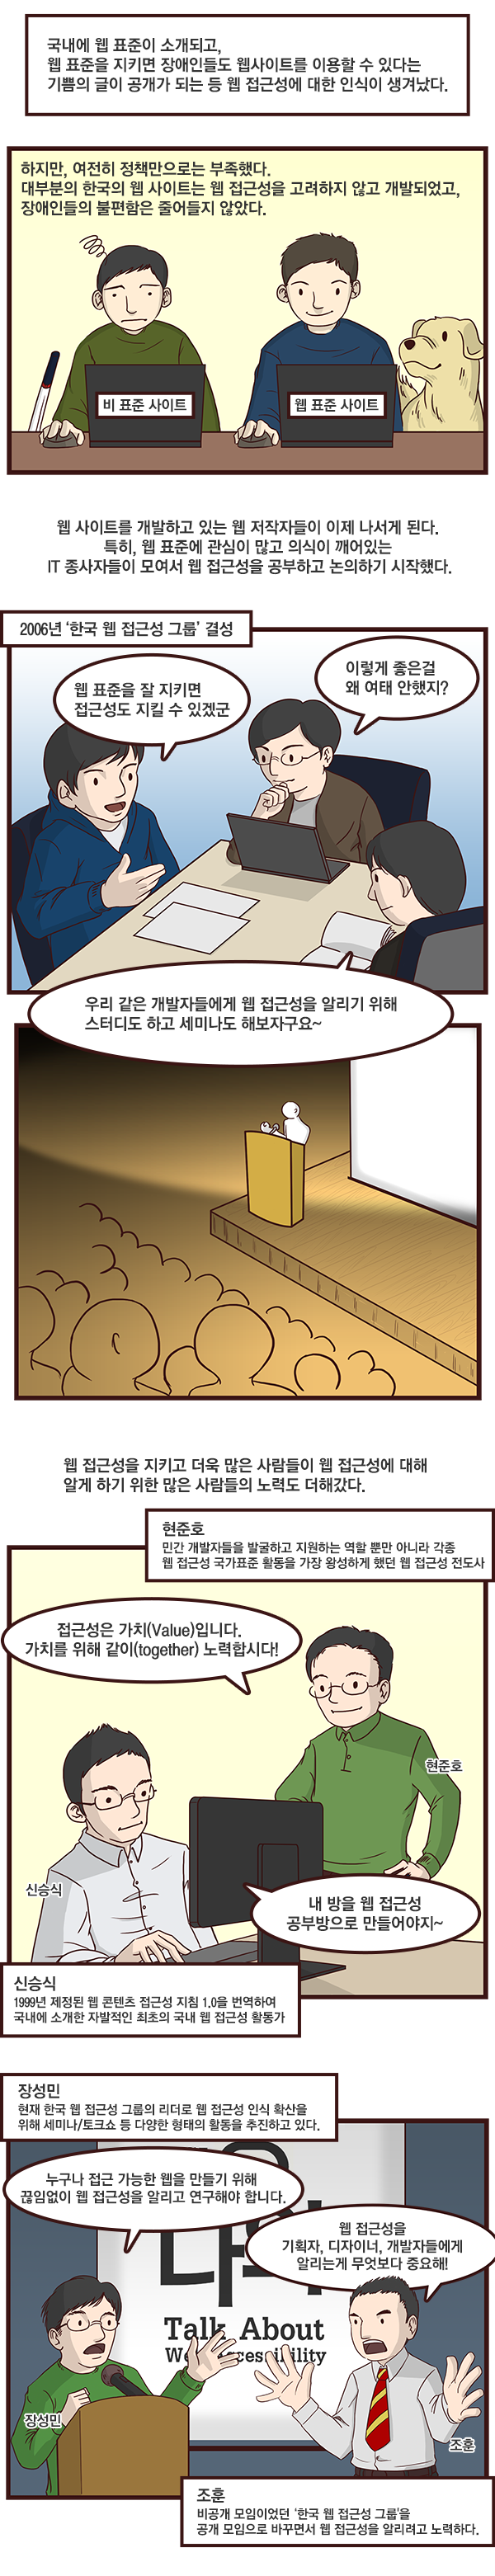 국내에 웹 표준이 소개되고,
웹 표준을 지키면 장애인들도 웹사이트를 이용할 수 있다는
기쁨의 글이 공개가 되는 등 웹 접근성에 대한 인식이 생겨났다.
하지만, 여전히 정책만으로는 부족했다.
대부분의 한국의 웹 사이트는 웹 접근성을 고려하지 않고 개발되었고,
장애인들의 불편함은 줄어들지 않았다.
비 표준 사이트
웹 표준 사이트
웹 사이트를 개발하고 있는 웹 저작자들이 이제 나서게 된다.
특히, 웹 표준에 관심이 많고 의식이 깨어있는
IT 종사자들이 모여서 웹 접근성을 공부하고 논의하기 시작했다.
2006년 ‘한국 웹 접근성 그룹’ 결성
웹 표준을 잘 지키면
접근성도 지킬 수 있겠군
이렇게 좋은걸
왜 여태 안했지?
우리 같은 개발자들에게 웹 접근성을 알리기 위해
스터디도 하고 세미나도 해보자구요~
웹 접근성을 지키고 더욱 많은 사람들이 웹 접근성에 대해
알게 하기 위한 많은 사람들의 노력도 더해갔다.
현준호
민간 개발자들을 발굴하고 지원하는 역할 뿐만 아니라 각종
웹 접근성 국가표준 활동을 가장 왕성하게 했던 웹 접근성 전도사
접근성은 가치(Value)입니다.
가치를 위해 같이(together) 노력합시다!
현준호
신승식
내 방을 웹 접근성
공부방으로 만들어야지~
신승식
1999년 제정된 웹 콘텐츠 접근성 지침 1.0을 번역하여
국내에 소개한 자발적인 최초의 국내 웹 접근성 활동가
장성민
현재 한국 웹 접근성 그룹의 리더로 웹 접근성 인식 확산을
위해 세미나/토크쇼 등 다양한 형태의 활동을 추진하고 있다.
누구나 접근 가능한 웹을 만들기 위해
끊임없이 웹 접근성을 알리고 연구해야 합니다.
웹 접근성을
기획자, 디자이너, 개발자들에게
알리는게 무엇보다 중요해!
Talk About
장성민
조훈
조훈
비공개 모임이었던 ‘한국 웹 접근성 그룹’을
공개 모임으로 바꾸면서 웹 접근성을 알리려고 노력하다.